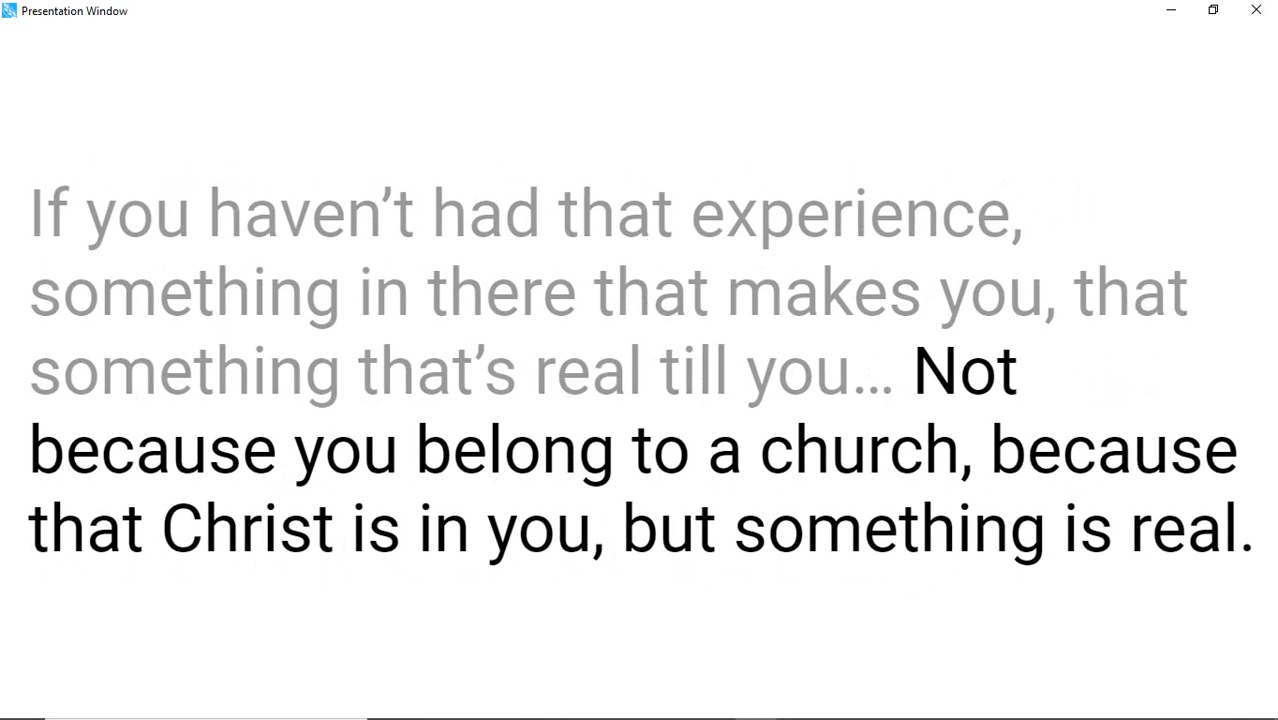 Presentation Window
If you haven’t had that experience,
something in there that makes you, that
something that’s real till you… Not
because you belong to a church, because
that Christ is in you, but something is real.